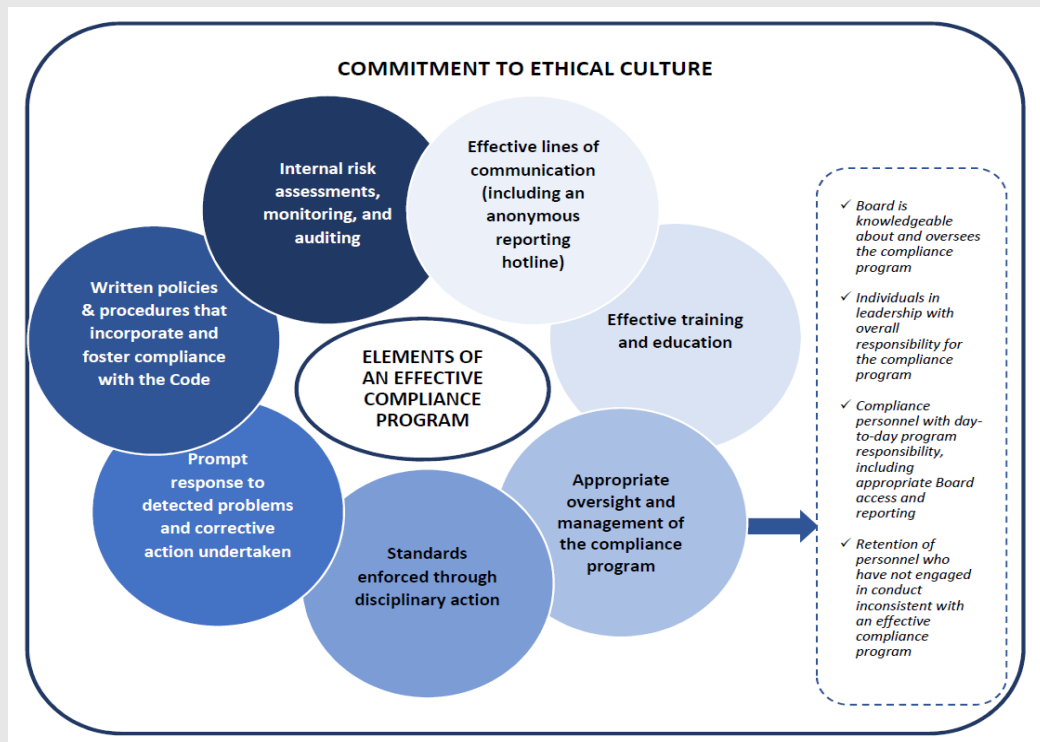 COMMITMENT TO ETHICAL CULTURE
Internal risk
assessments,
monitoring, and
auditing
Effective lines of
communication
(including an
anonymous
reporting
hotline)
Effective training
and education
Appropriate
oversight and
management of
the compliance
program
Standards
enforced through
disciplinary action
Prompt
response to
detected problems
and corrective
action undertaken
Written policies
& procedures that
incorporate and
foster compliance
with the Code
ELEMENTS OF
AN EFFECTIVE
COMPLIANCE
PROGRAM
✓ Board is
knowledgeable
about and oversees
the compliance
program
✓ Individuals in
leadership with
overall
responsibility for
the compliance
program
✓ Compliance
personnel with day-
to-day program
responsibility,
including
appropriate Board
access and
reporting
✓ Retention of
personnel who
have not engaged
in conduct
inconsistent with
an effective
compliance
program